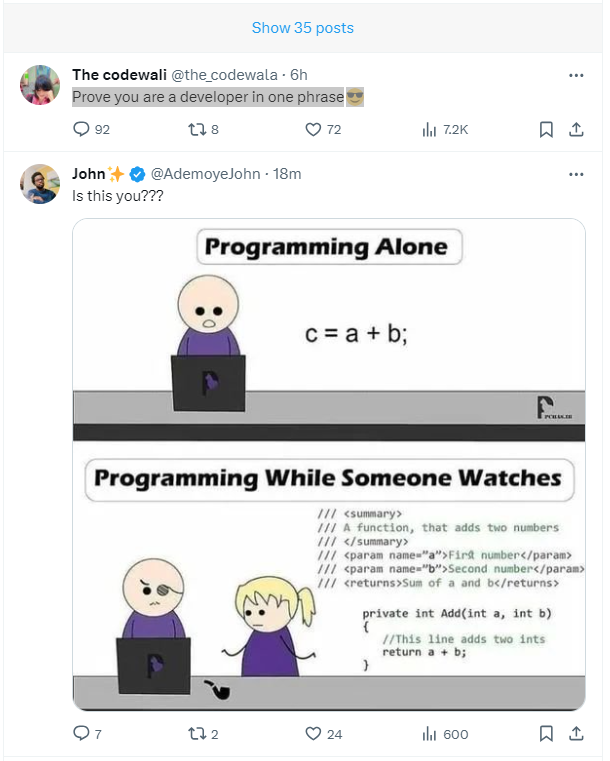 Show 35 posts
The codewali @the_codewala · 6h
Prove you are a developer in one phrase😎
92 8 72 7.2K
John✨ @AdemoyeJohn · 18m
Is this you???
Programming Alone
c = a + b;
Programming While Someone Watches
/// <summary>
/// A function, that adds two numbers
/// </summary>
/// <param name="a">First number</param>
/// <param name="b">Second number</param>
/// <returns>Sum of a and b</returns>
private int Add(int a, int b)
{
//This line adds two ints
return a + b;
}
7 2 24 600